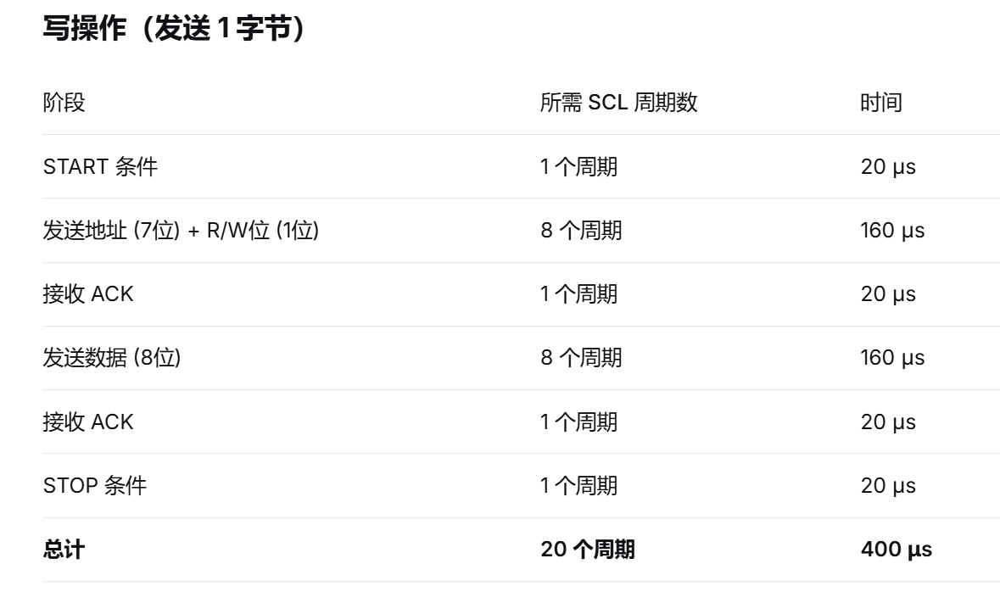 写操作（发送 1 字节）
阶段 所需 SCL 周期数 时间
START 条件 1 个周期 20 µs
发送地址 (7位) + R/W位 (1位) 8 个周期 160 µs
接收 ACK 1 个周期 20 µs
发送数据 (8位) 8 个周期 160 µs
接收 ACK 1 个周期 20 µs
STOP 条件 1 个周期 20 µs
总计 20 个周期 400 µs